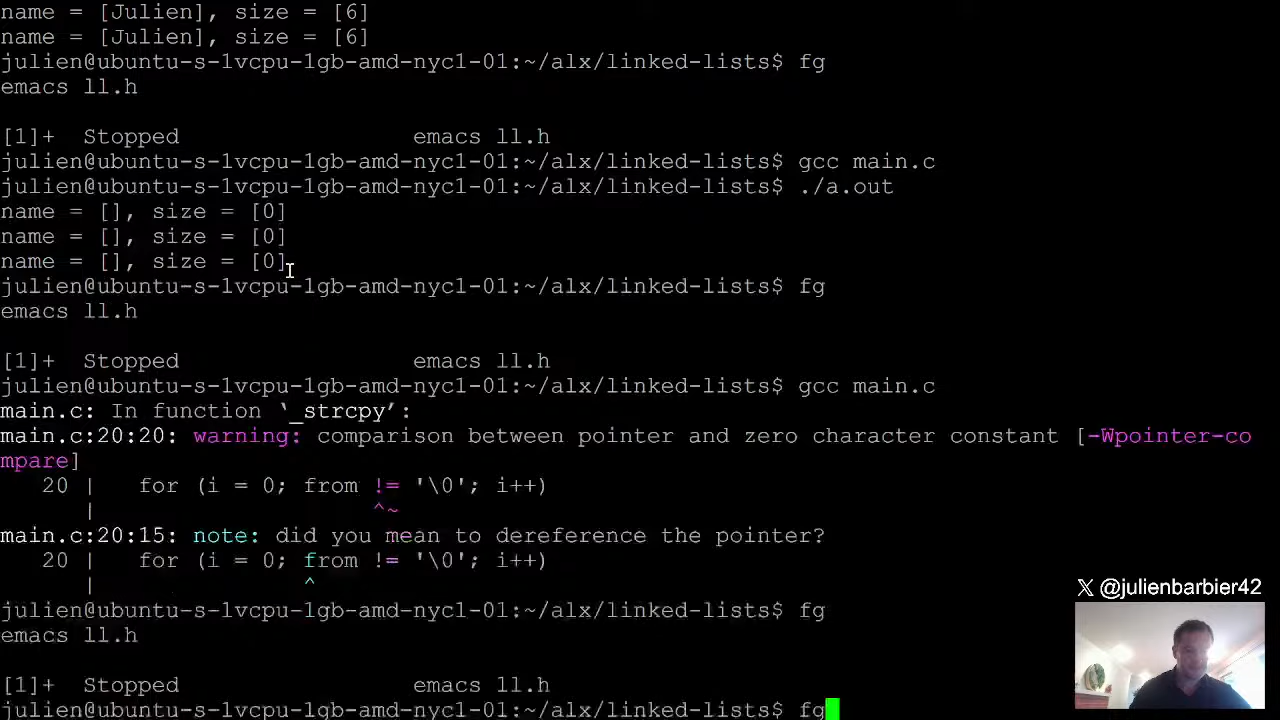 name = [Julien], size = [6]
name = [Julien], size = [6]
julien@ubuntu-s-1vcpu-1gb-amd-nyc1-01:~/alx/linked-lists$ fg
emacs ll.h
[1]+  Stopped                 emacs ll.h
julien@ubuntu-s-1vcpu-1gb-amd-nyc1-01:~/alx/linked-lists$ gcc main.c
julien@ubuntu-s-1vcpu-1gb-amd-nyc1-01:~/alx/linked-lists$ ./a.out
name = [], size = [0]
name = [], size = [0]
name = [], size = [0]
julien@ubuntu-s-1vcpu-1gb-amd-nyc1-01:~/alx/linked-lists$ fg
emacs ll.h
[1]+  Stopped                 emacs ll.h
julien@ubuntu-s-1vcpu-1gb-amd-nyc1-01:~/alx/linked-lists$ gcc main.c
main.c: In function ‘_strcpy’:
main.c:20:20: warning: comparison between pointer and zero character constant [-Wpointer-co
mpare]
   20 |   for (i = 0; from != '\0'; i++)
      |                    ^~
main.c:20:15: note: did you mean to dereference the pointer?
   20 |   for (i = 0; from != '\0'; i++)
      |               ^
julien@ubuntu-s-1vcpu-1gb-amd-nyc1-01:~/alx/linked-lists$ fg
emacs ll.h
[1]+  Stopped                 emacs ll.h
julien@ubuntu-s-1vcpu-1gb-amd-nyc1-01:~/alx/linked-lists$ fg
X @julienbarbier42